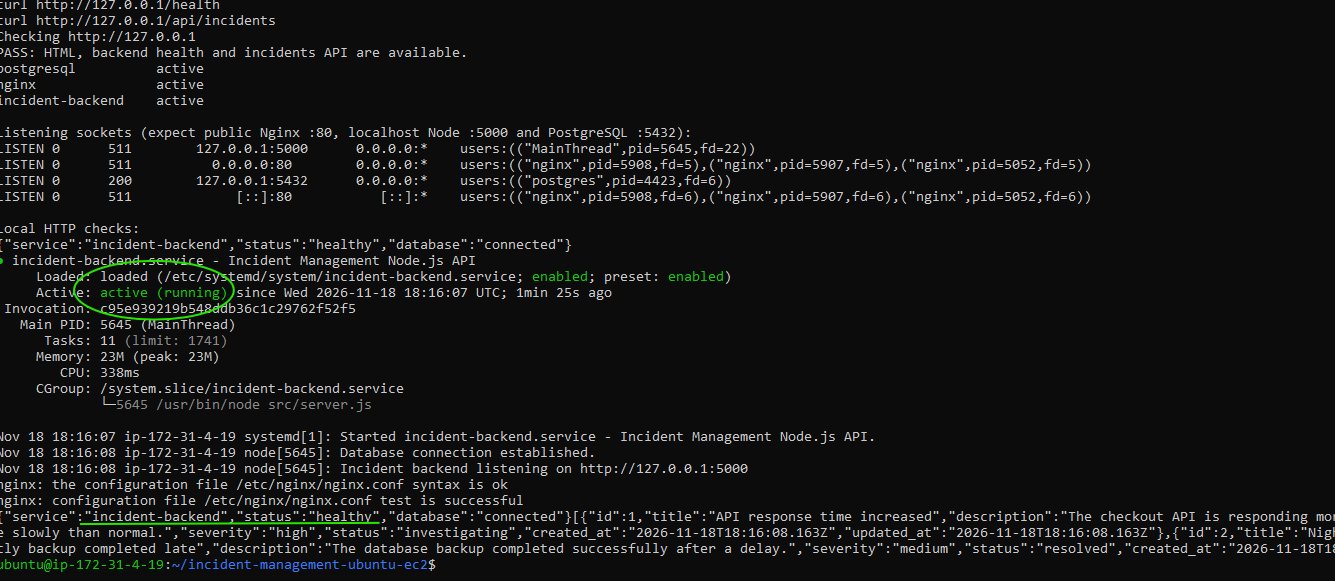 curl http://127.0.0.1/health
curl http://127.0.0.1/api/incidents
Checking http://127.0.0.1
PASS: HTML, backend health and incidents API are available.
postgresql          active
nginx               active
incident-backend    active
Listening sockets (expect public Nginx :80, localhost Node :5000 and PostgreSQL :5432):
LISTEN 0      511        127.0.0.1:5000      0.0.0.0:*    users:(("MainThread",pid=5645,fd=22))
LISTEN 0      511          0.0.0.0:80        0.0.0.0:*    users:(("nginx",pid=5908,fd=5),("nginx",pid=5907,fd=5),("nginx",pid=5052,fd=5))
LISTEN 0      200        127.0.0.1:5432      0.0.0.0:*    users:(("postgres",pid=4423,fd=6))
LISTEN 0      511             [::]:80           [::]:*    users:(("nginx",pid=5908,fd=6),("nginx",pid=5907,fd=6),("nginx",pid=5052,fd=6))
Local HTTP checks:
{"service":"incident-backend","status":"healthy","database":"connected"}
● incident-backend.service - Incident Management Node.js API
Loaded: loaded (/etc/systemd/system/incident-backend.service; enabled; preset: enabled)
Active: active (running) since Wed 2026-11-18 18:16:07 UTC; 1min 25s ago
Invocation: c95e939219b548ddb36c1c29762f52f5
Main PID: 5645 (MainThread)
Tasks: 11 (limit: 1741)
Memory: 23M (peak: 23M)
CPU: 338ms
CGroup: /system.slice/incident-backend.service
└─5645 /usr/bin/node src/server.js
Nov 18 18:16:07 ip-172-31-4-19 systemd[1]: Started incident-backend.service - Incident Management Node.js API.
Nov 18 18:16:08 ip-172-31-4-19 node[5645]: Database connection established.
Nov 18 18:16:08 ip-172-31-4-19 node[5645]: Incident backend listening on http://127.0.0.1:5000
nginx: the configuration file /etc/nginx/nginx.conf syntax is ok
nginx: configuration file /etc/nginx/nginx.conf test is successful
{"service":"incident-backend","status":"healthy","database":"connected"}[{"id":1,"title":"API response time increased","description":"The checkout API is responding mor
e slowly than normal.","severity":"high","status":"investigating","created_at":"2026-11-18T18:16:08.163Z","updated_at":"2026-11-18T18:16:08.163Z"},{"id":2,"title":"Nigh
tly backup completed late","description":"The database backup completed successfully after a delay.","severity":"medium","status":"resolved","created_at":"2026-11-18T18
ubuntu@ip-172-31-4-19:~/incident-management-ubuntu-ec2$